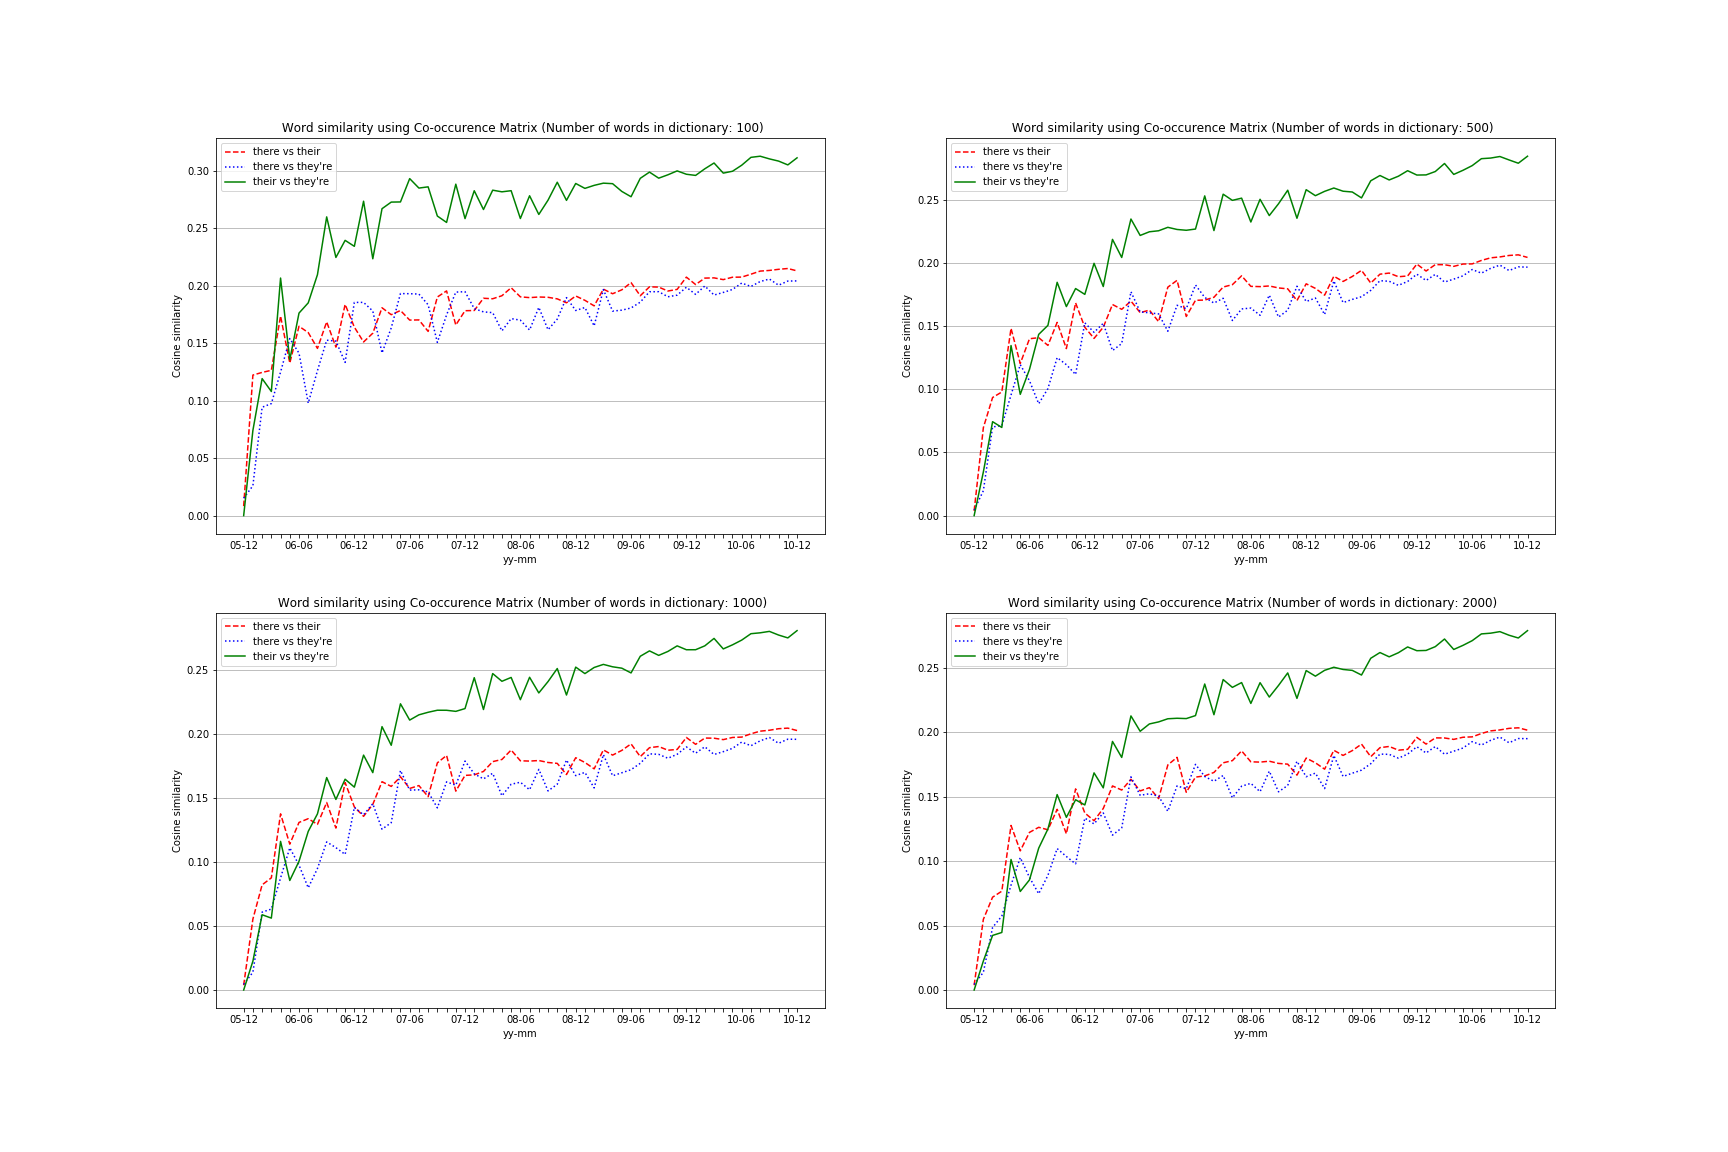 Word similarity using Co-occurence Matrix (Number of words in dictionary: 100)
there vs their
there vs they're
their vs they're
0.30
0.25
0.20
0.15
0.10
0.05
0.00
Cosine similarity
05-12 06-06 06-12 07-06 07-12 08-06 08-12 09-06 09-12 10-06 10-12
yy-mm
Word similarity using Co-occurence Matrix (Number of words in dictionary: 500)
there vs their
there vs they're
their vs they're
0.25
0.20
0.15
0.10
0.05
0.00
Cosine similarity
05-12 06-06 06-12 07-06 07-12 08-06 08-12 09-06 09-12 10-06 10-12
yy-mm
Word similarity using Co-occurence Matrix (Number of words in dictionary: 1000)
there vs their
there vs they're
their vs they're
0.25
0.20
0.15
0.10
0.05
0.00
Cosine similarity
05-12 06-06 06-12 07-06 07-12 08-06 08-12 09-06 09-12 10-06 10-12
yy-mm
Word similarity using Co-occurence Matrix (Number of words in dictionary: 2000)
there vs their
there vs they're
their vs they're
0.25
0.20
0.15
0.10
0.05
0.00
Cosine similarity
05-12 06-06 06-12 07-06 07-12 08-06 08-12 09-06 09-12 10-06 10-12
yy-mm